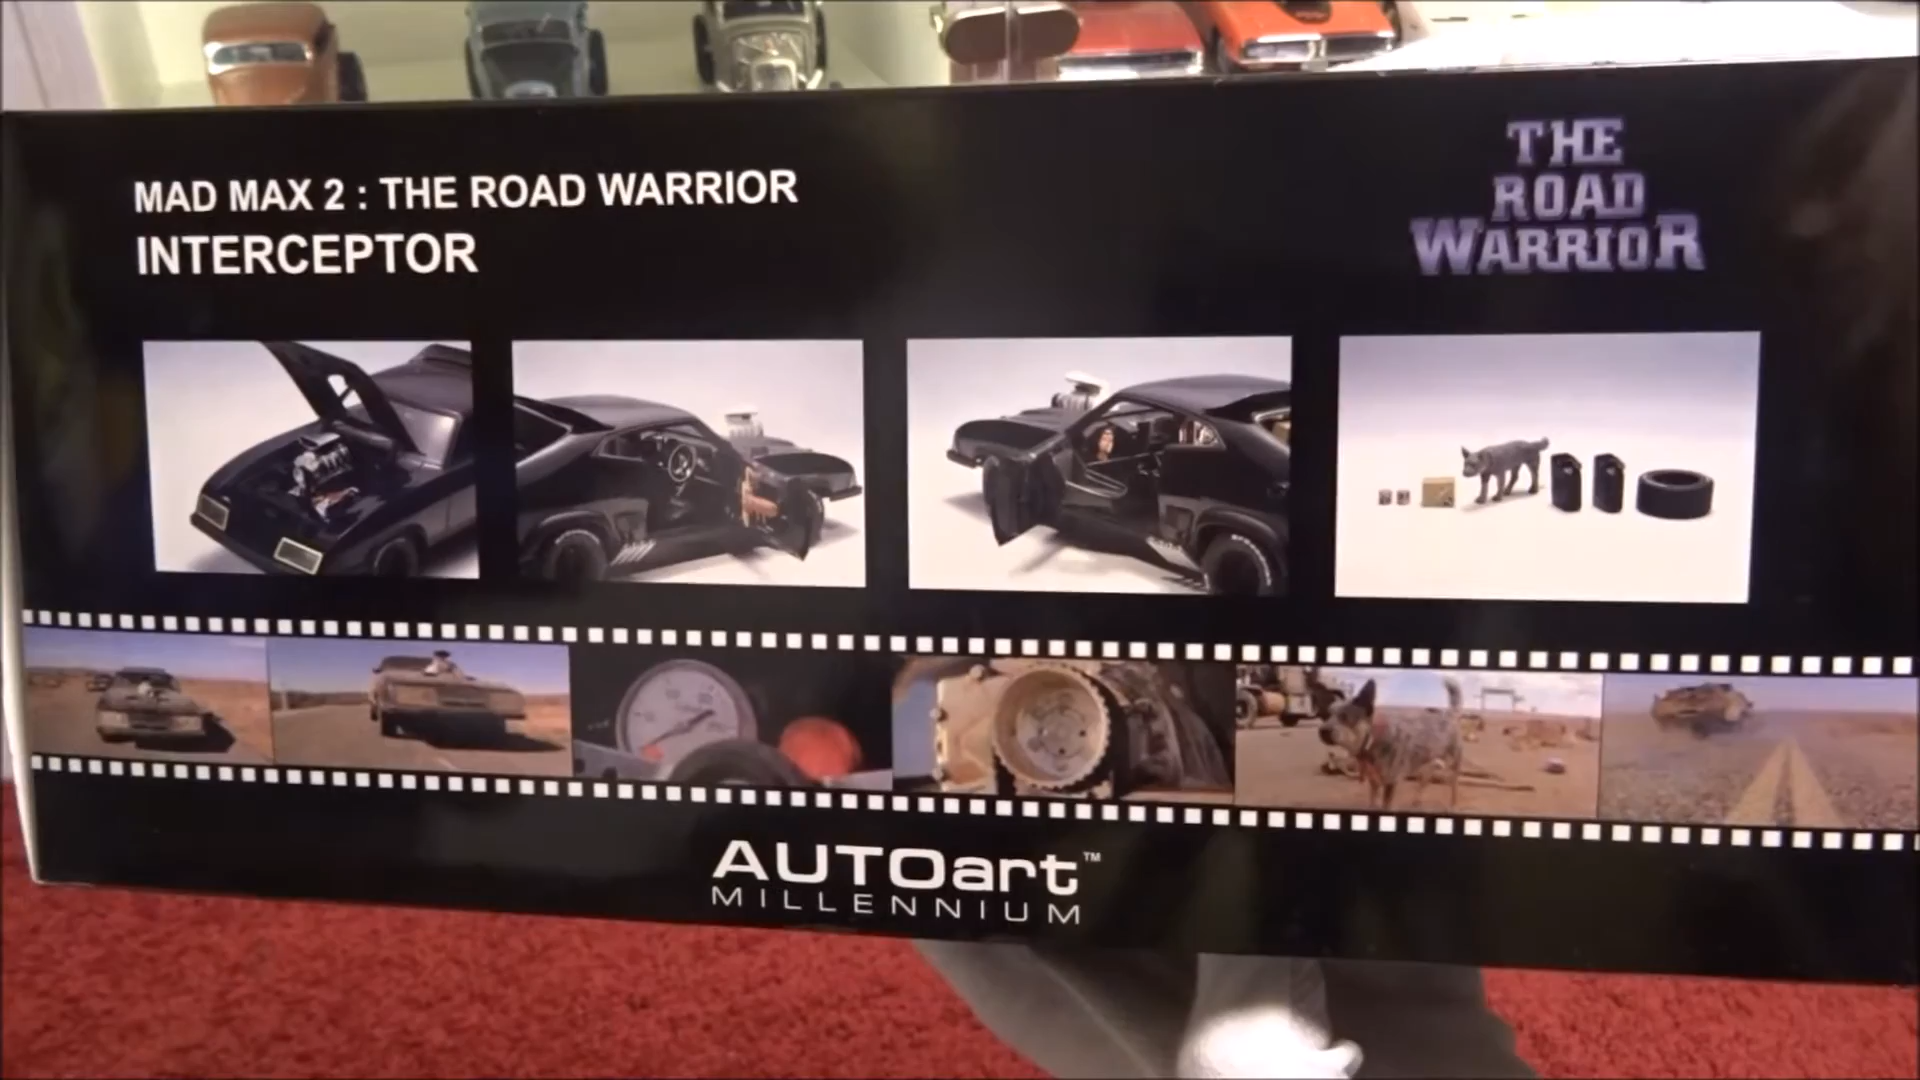 MAD MAX 2 : THE ROAD WARRIOR
INTERCEPTOR
THE
ROAD
WARRIOR
AUTOart™
MILLENNIUM